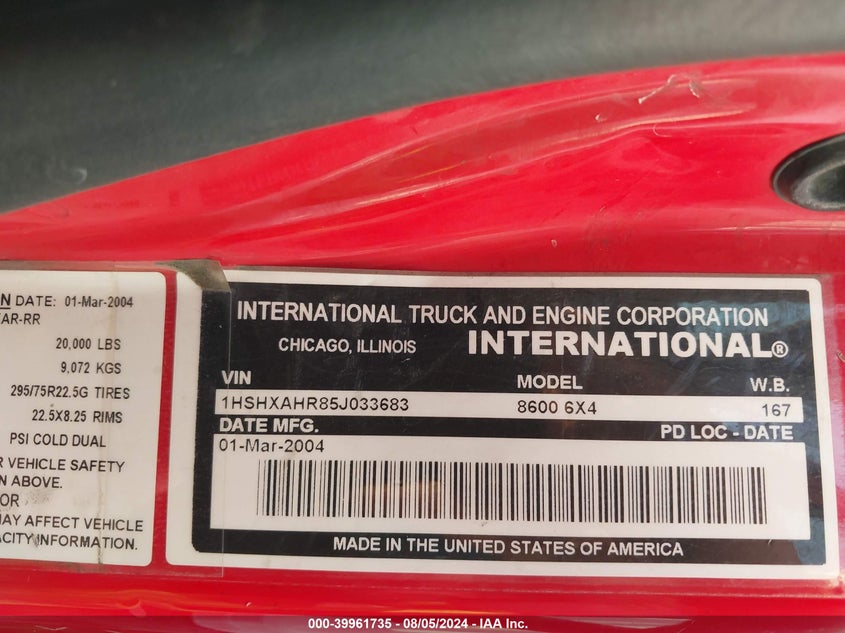 N DATE: 01-Mar-2004
AR-RR
20,000 LBS
9,072 KGS
295/75R22.5G TIRES
22.5X8.25 RIMS
PSI COLD DUAL
R VEHICLE SAFETY
N ABOVE.
OR
MAY AFFECT VEHICLE
CITY INFORMATION.
INTERNATIONAL TRUCK AND ENGINE CORPORATION
CHICAGO, ILLINOIS INTERNATIONAL®
VIN MODEL W.B.
1HSHXAHR85J033683 8600 6X4 167
DATE MFG. PD LOC - DATE
01-Mar-2004
MADE IN THE UNITED STATES OF AMERICA
000-39961735 - 08/05/2024 - IAA Inc.